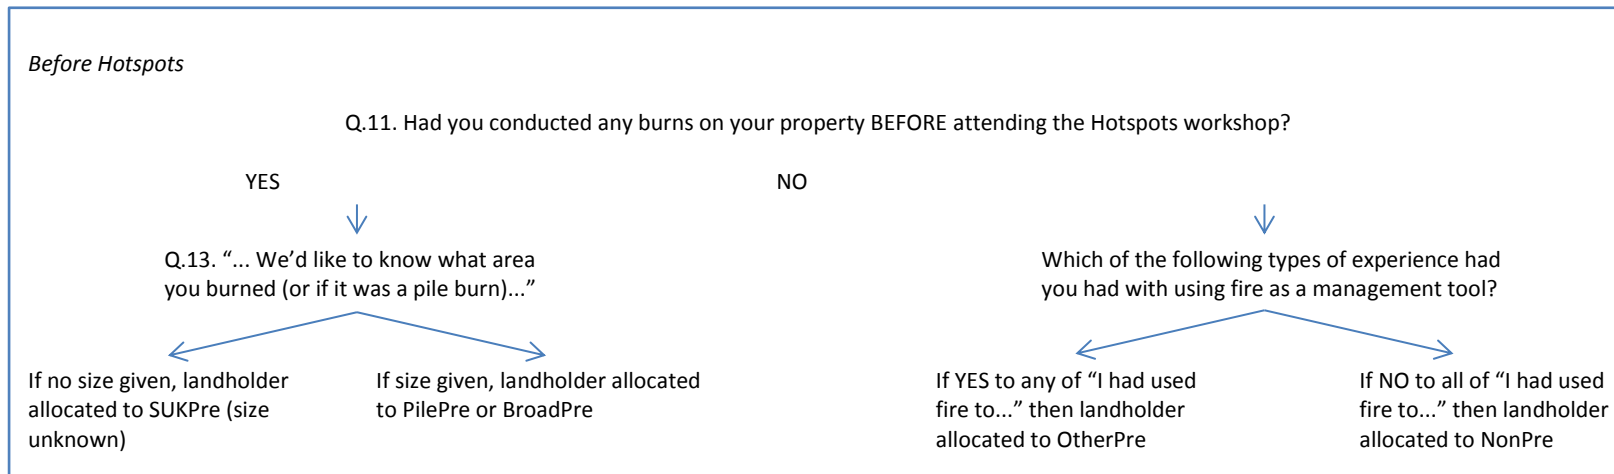 Before Hotspots
Q.11. Had you conducted any burns on your property BEFORE attending the Hotspots workshop?
YES
NO
Q.13. “... We’d like to know what area
you burned (or if it was a pile burn)...”
Which of the following types of experience had
you had with using fire as a management tool?
If no size given, landholder
allocated to SUKPre (size
unknown)
If size given, landholder allocated
to PilePre or BroadPre
If YES to any of “I had used
fire to...” then landholder
allocated to OtherPre
If NO to all of “I had used
fire to...” then landholder
allocated to NonPre